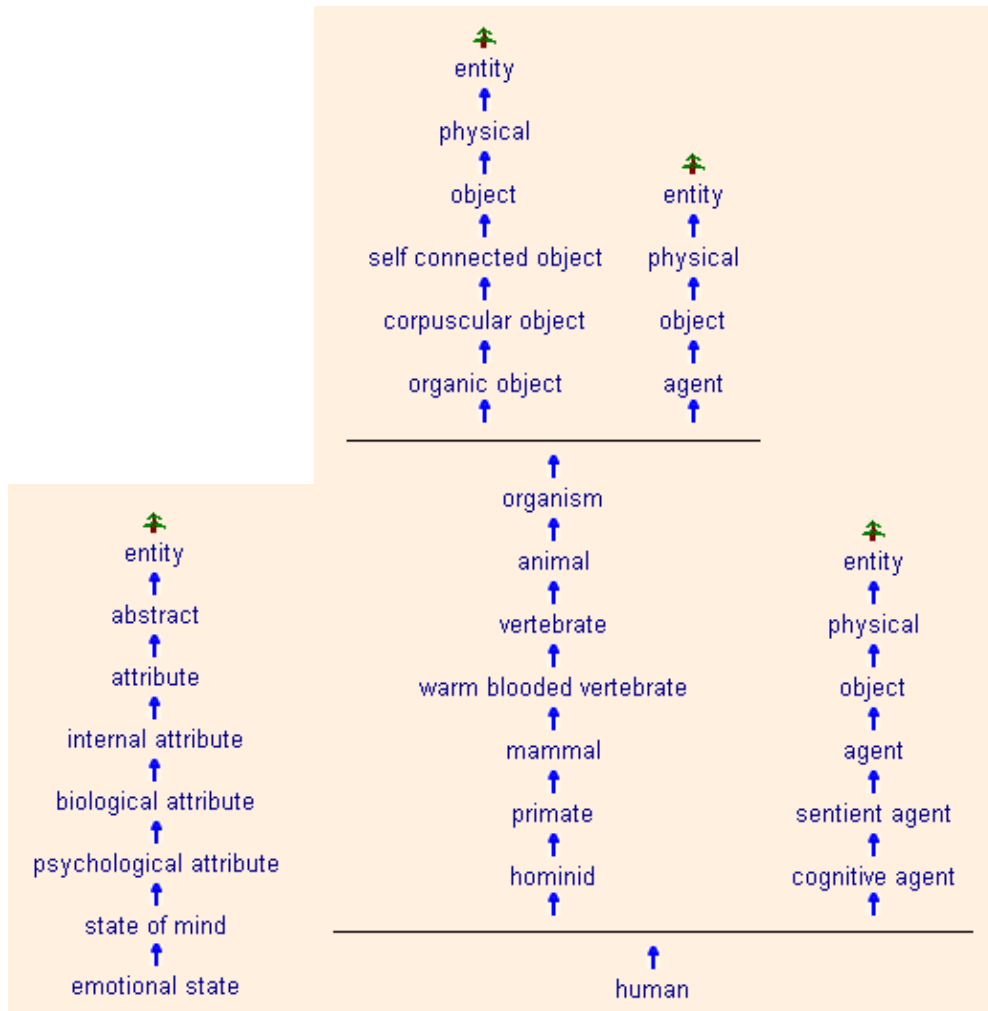 entity
physical
object
self connected object
corpuscular object
organic object
entity
physical
object
agent
organism
animal
vertebrate
warm blooded vertebrate
mammal
primate
hominid
entity
physical
object
agent
sentient agent
cognitive agent
human
entity
abstract
attribute
internal attribute
biological attribute
psychological attribute
state of mind
emotional state